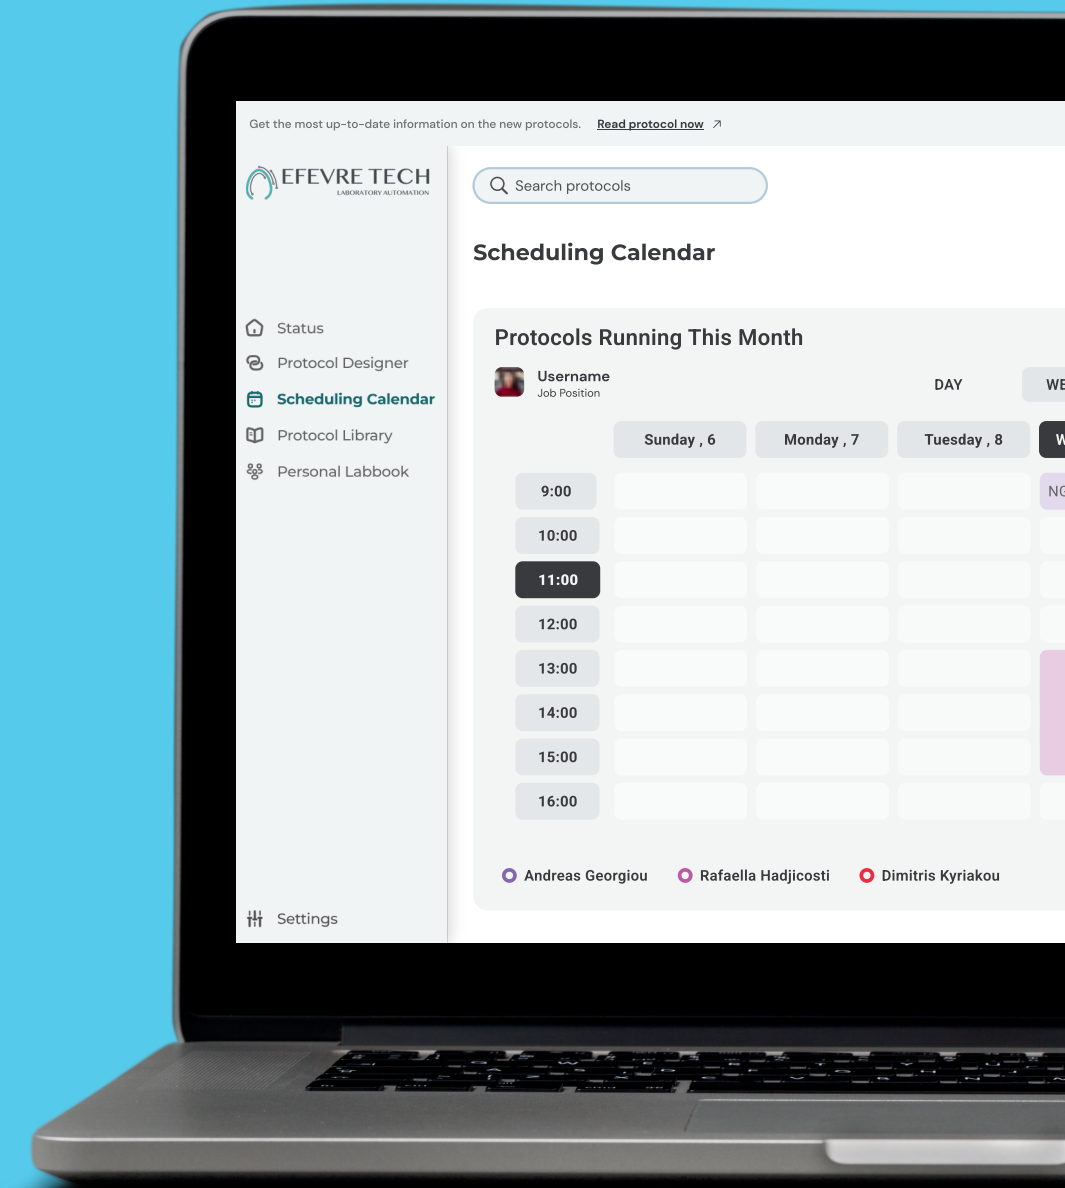 Get the most up-to-date information on the new protocols. Read protocol now
EFEVRE TECH
LABORATORY AUTOMATION
Search protocols
Scheduling Calendar
Status
Protocol Designer
Scheduling Calendar
Protocol Library
Personal Labbook
Settings
Protocols Running This Month
Username
Job Position
DAY WE
Sunday , 6 Monday , 7 Tuesday , 8 W
9:00 NG
10:00
11:00
12:00
13:00
14:00
15:00
16:00
Andreas Georgiou Rafaella Hadjicosti Dimitris Kyriakou